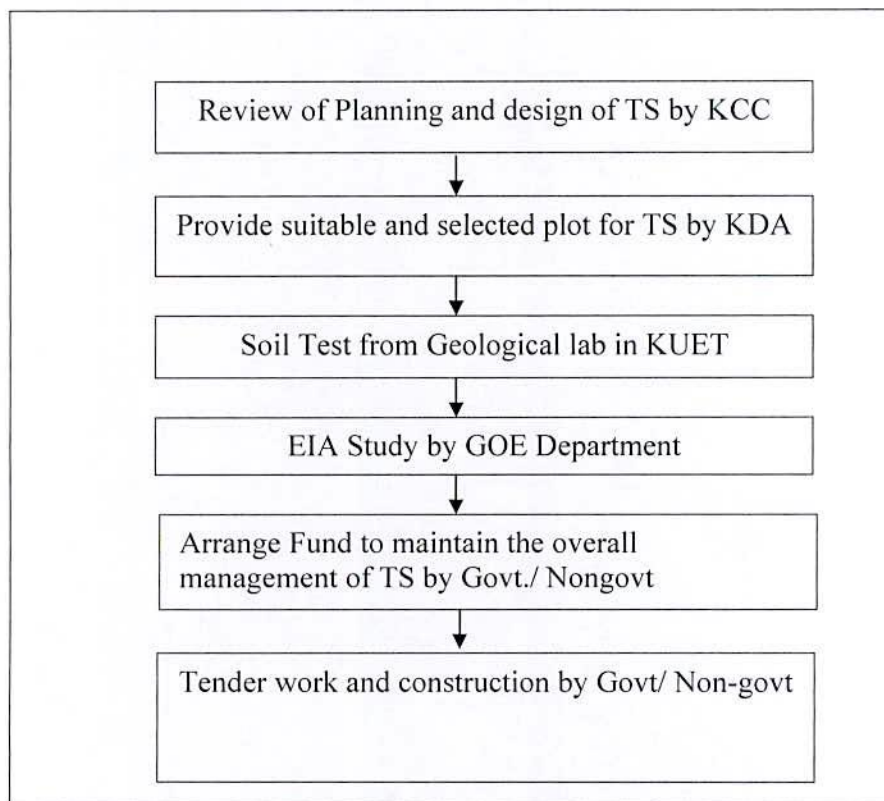 Review of Planning and design of TS by KCC
Provide suitable and selected plot for TS by KDA
Soil Test from Geological lab in KUET
EIA Study by GOE Department
Arrange Fund to maintain the overall
management of TS by Govt./ Nongovt
Tender work and construction by Govt/ Non-govt